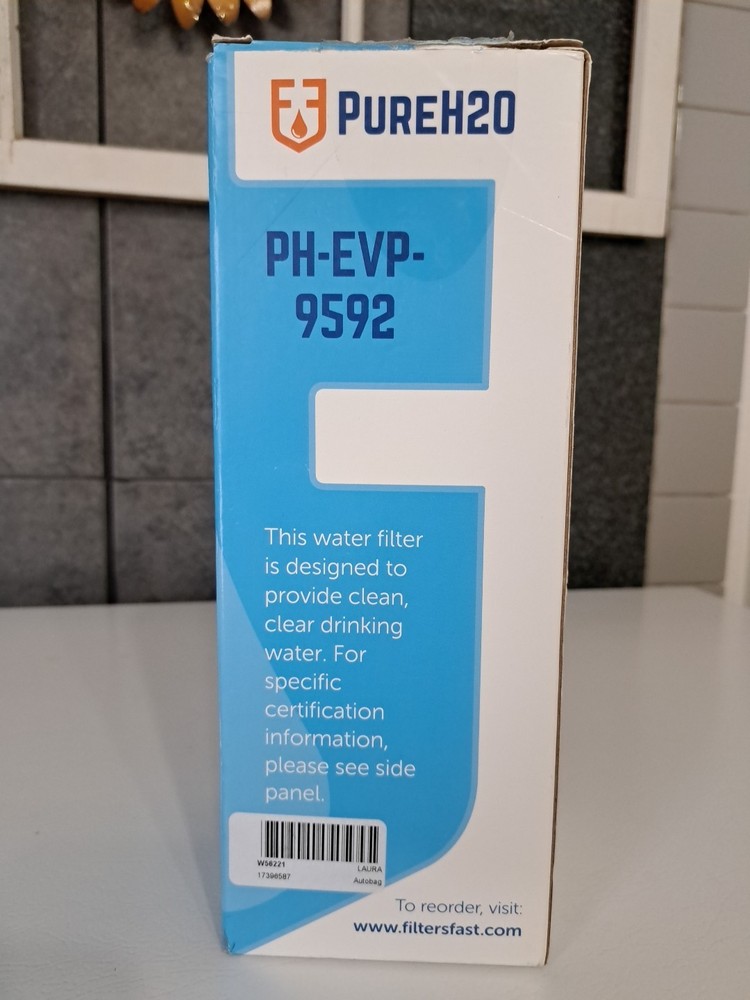 PUREH2O
PH-EVP-
9592
This water filter
is designed to
provide clean,
clear drinking
water. For
specific
certification
information,
please see side
panel.
W56221
LAURA
17396587
Autobag
To reorder, visit:
www.filtersfast.com